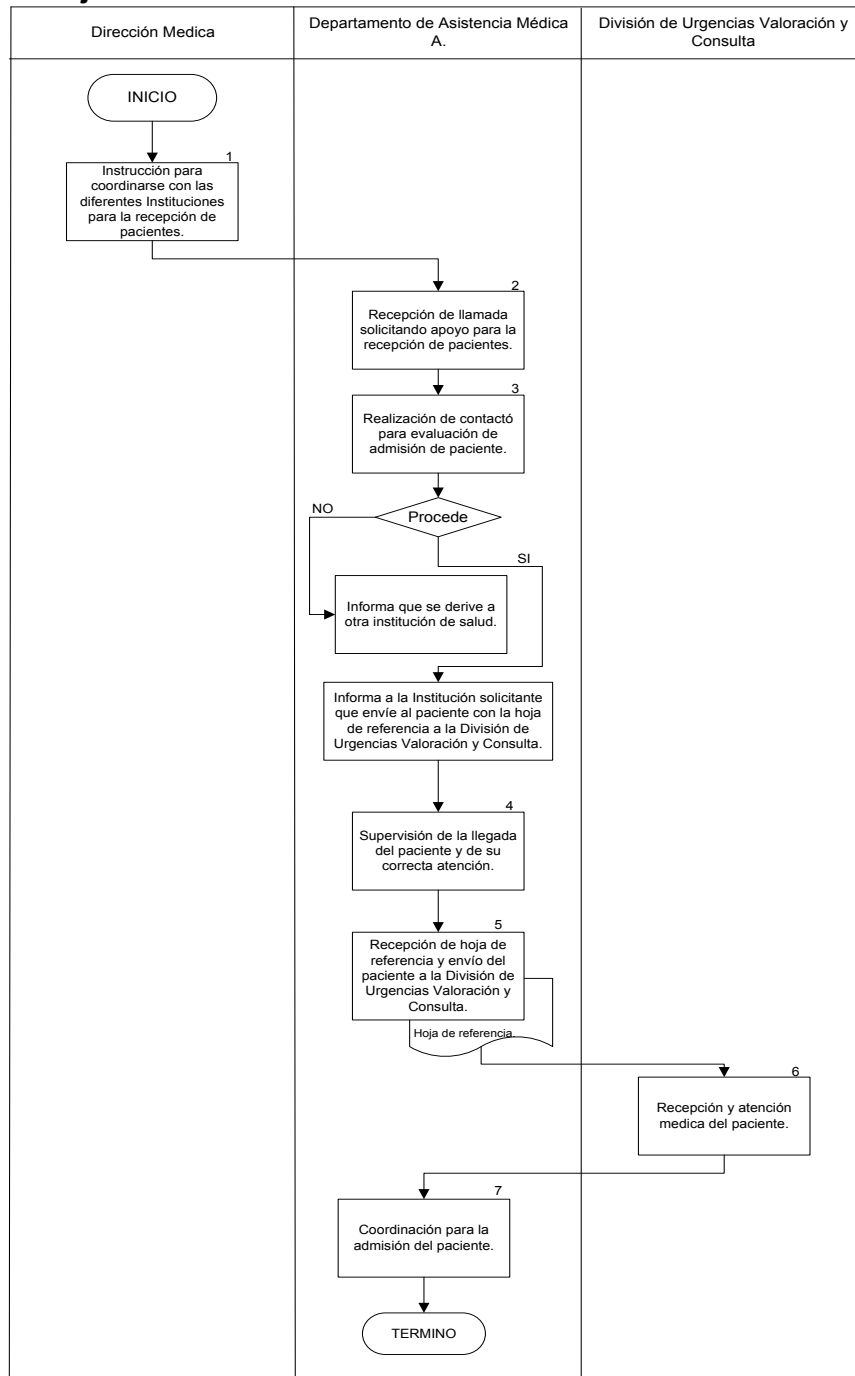 Dirección Medica
Departamento de Asistencia Médica
A.
División de Urgencias Valoración y
Consulta
INICIO
1
Instrucción para
coordinarse con las
diferentes Instituciones
para la recepción de
pacientes.
2
Recepción de llamada
solicitando apoyo para la
recepción de pacientes.
3
Realización de contactó
para evaluación de
admisión de paciente.
Procede
NO
SI
Informa que se derive a
otra institución de salud.
Informa a la Institución solicitante
que envíe al paciente con la hoja
de referencia a la División de
Urgencias Valoración y Consulta.
4
Supervisión de la llegada
del paciente y de su
correcta atención.
5
Recepción de hoja de
referencia y envío del
paciente a la División de
Urgencias Valoración y
Consulta.
Hoja de referencia.
6
Recepción y atención
medica del paciente.
7
Coordinación para la
admisión del paciente.
TERMINO